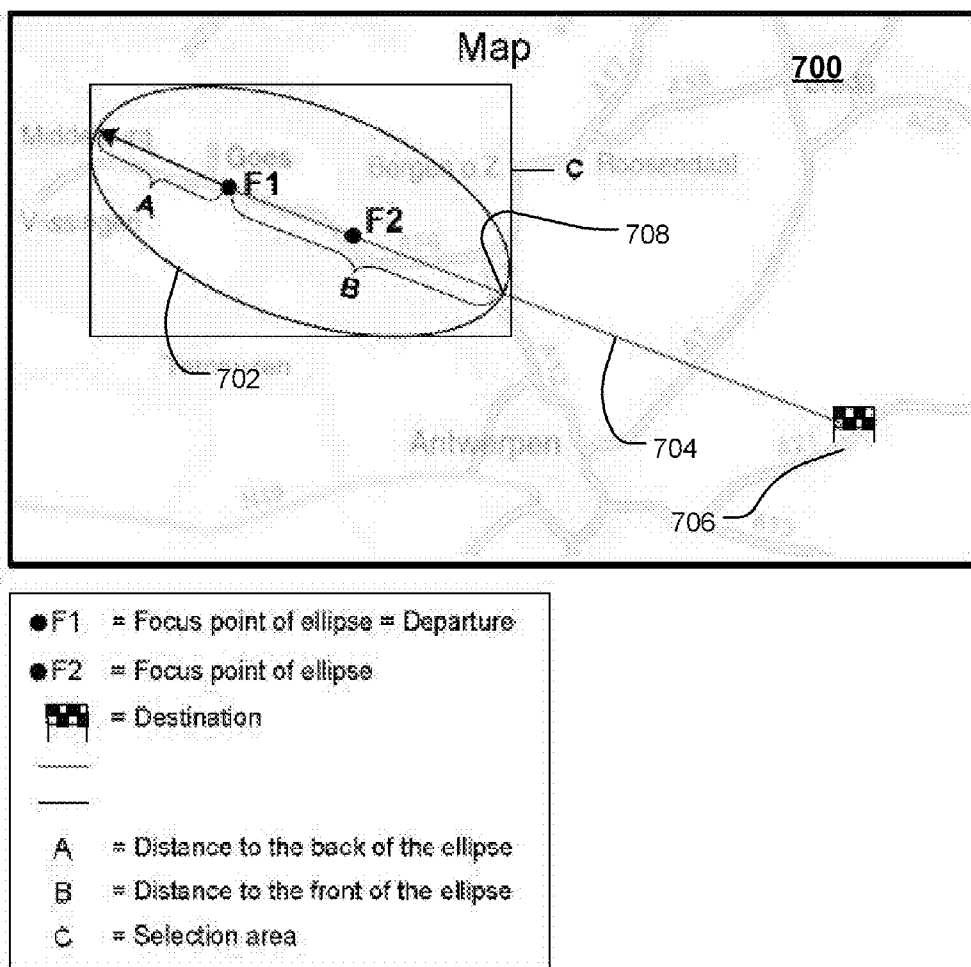 Map
700
Goes
F1
C
A
F2
708
B
702
704
Antwerpen
706
F1 = Focus point of ellipse = Departure
F2 = Focus point of ellipse
= Destination
A = Distance to the back of the ellipse
B = Distance to the front of the ellipse
C = Selection area